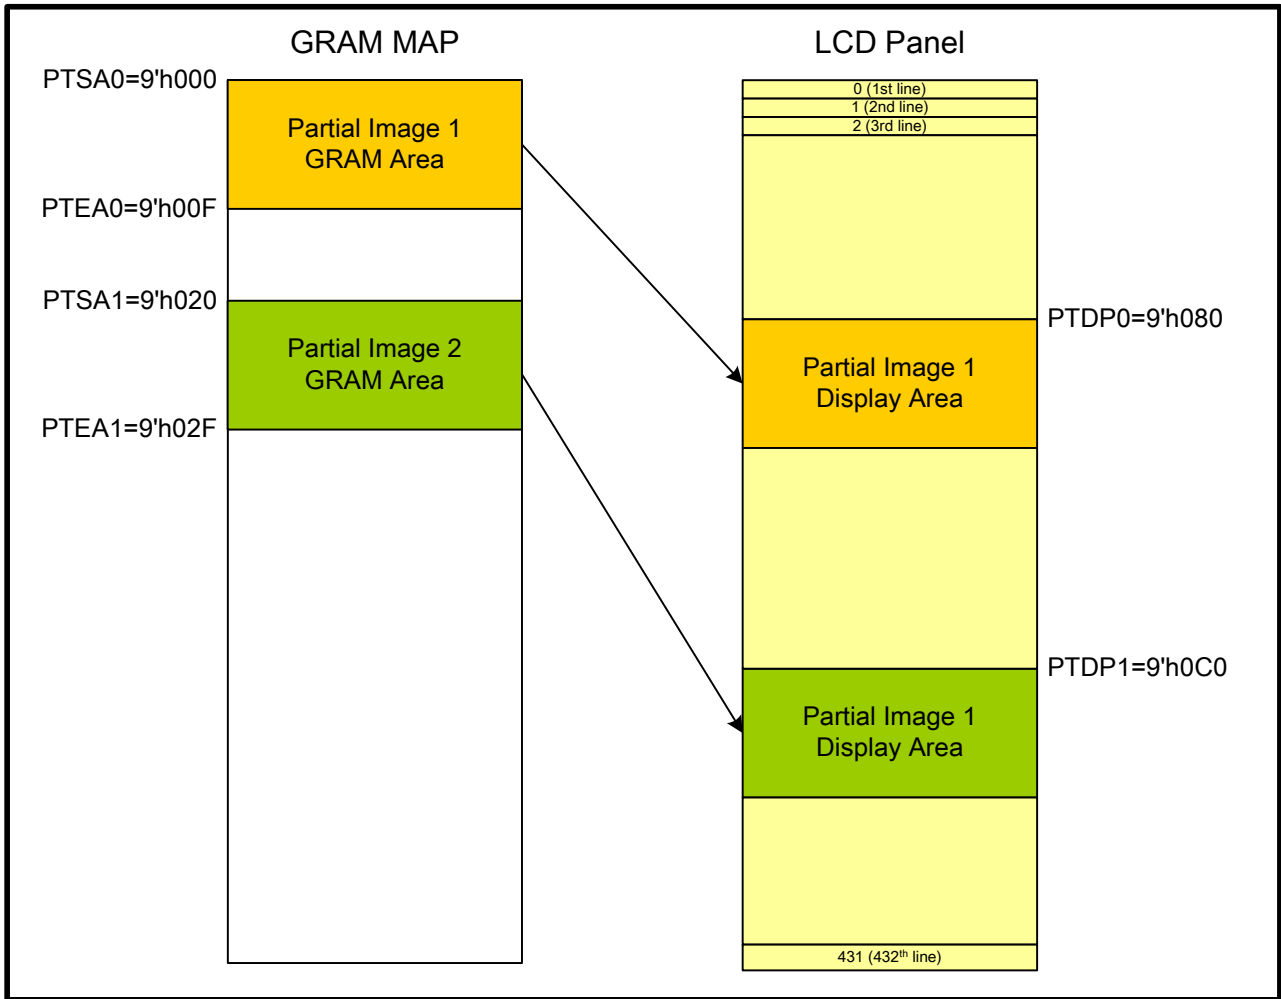 GRAM MAP
PTSA0=9'h000
Partial Image 1
GRAM Area
PTEA0=9'h00F
PTSA1=9'h020
Partial Image 2
GRAM Area
PTEA1=9'h02F
LCD Panel
0 (1st line)
1 (2nd line)
2 (3rd line)
PTDP0=9'h080
Partial Image 1
Display Area
PTDP1=9'h0C0
Partial Image 1
Display Area
431 (432th line)